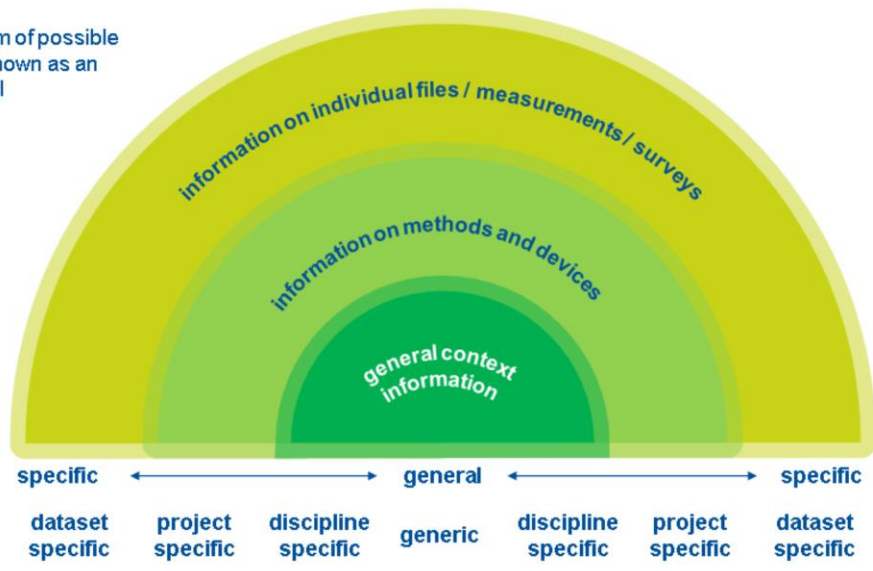 of possible
as an
information on individual files / measurements / surveys
information on methods and devices
general context
information
specific general specific
dataset specific project specific discipline specific generic discipline specific project specific dataset specific